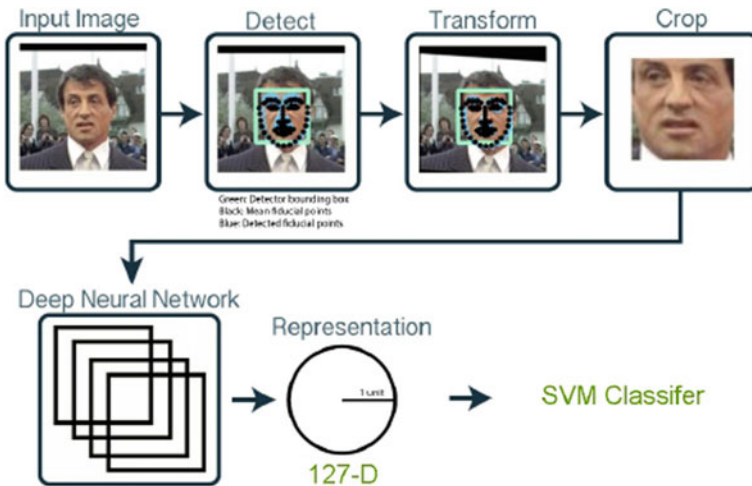 Input Image
Detect
Transform
Crop
Green: Detector bounding box
Black: Mean fiducial points
Blue: Detected fiducial points
Deep Neural Network
Representation
1 unit
127-D
SVM Classifer